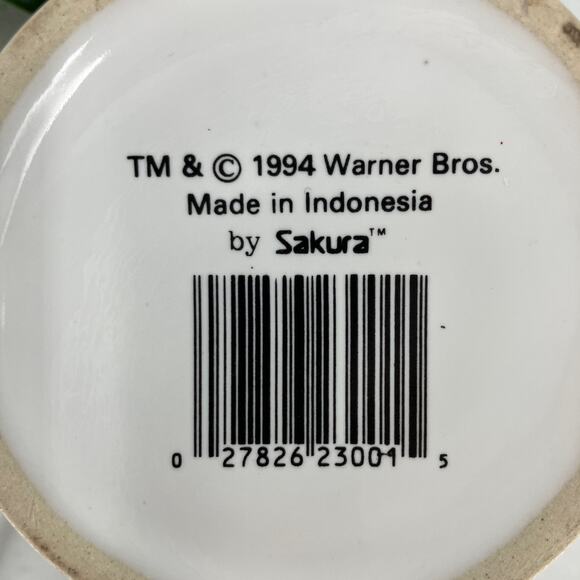 TM & © 1994 Warner Bros.
Made in Indonesia
by Sakura™
0 27826 23001 5